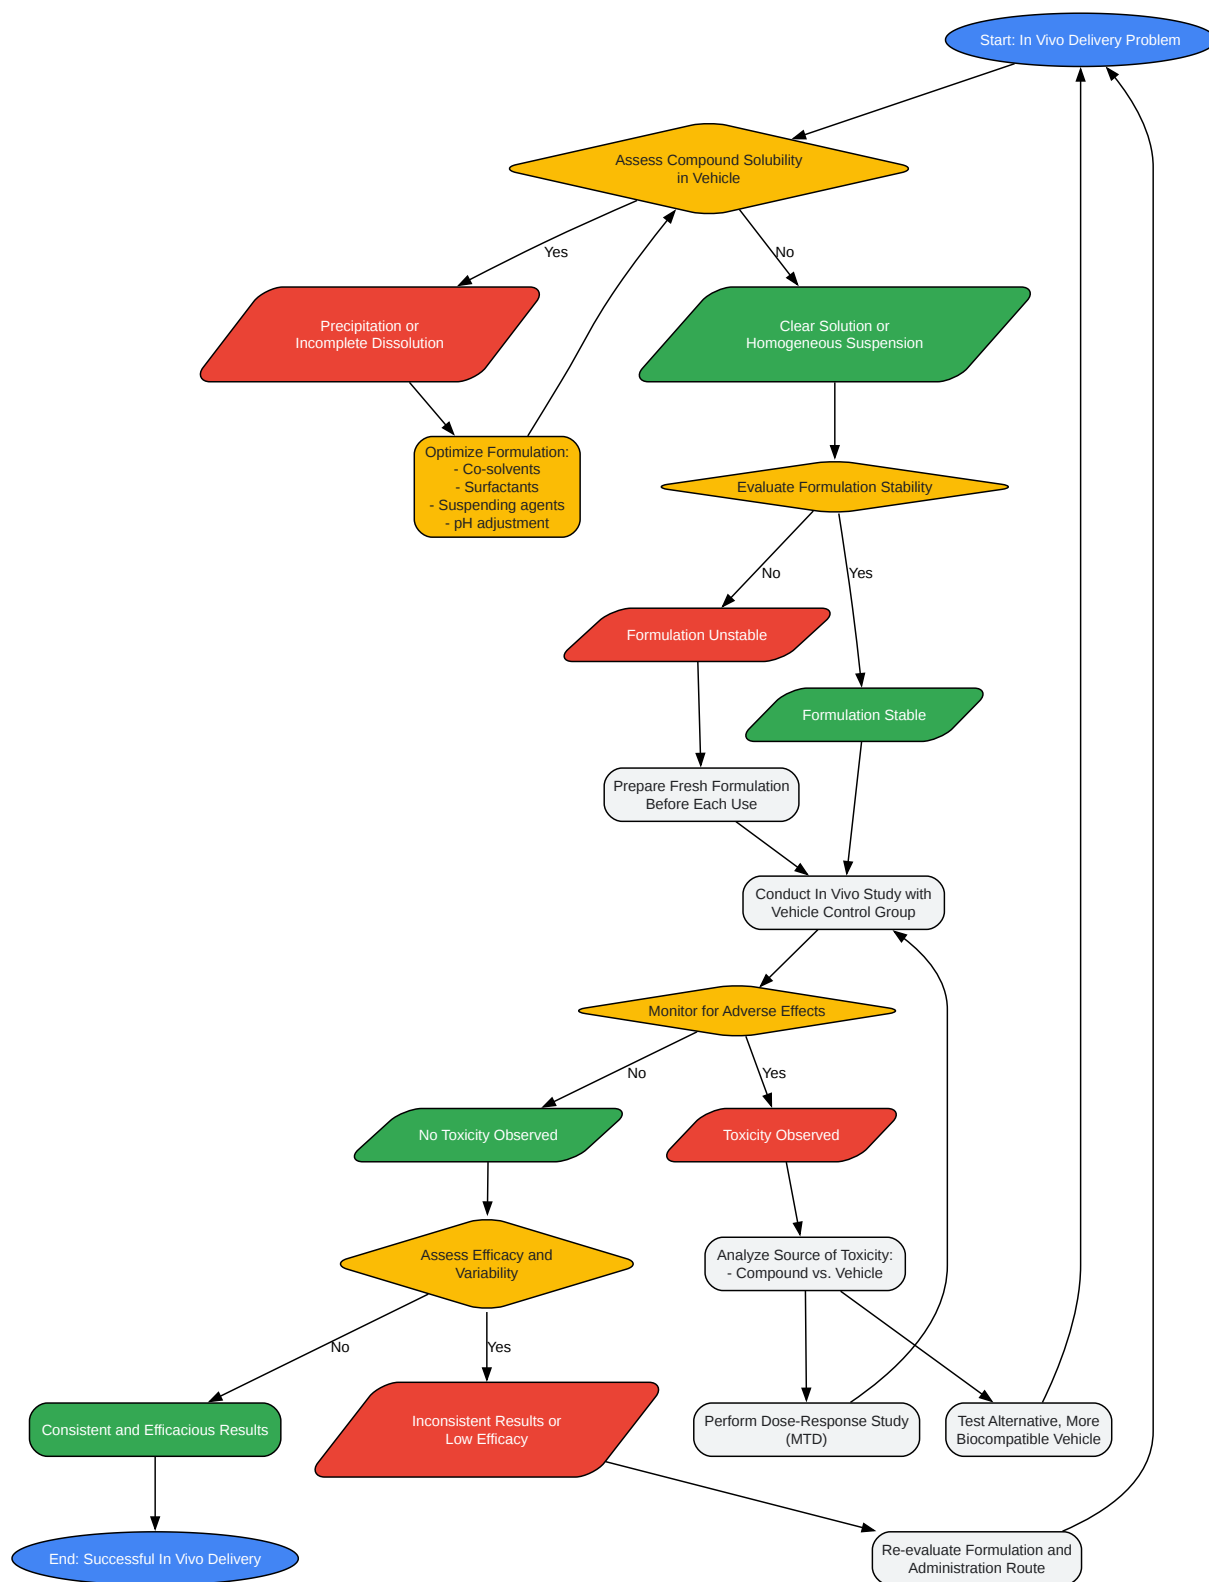 Start: In Vivo Delivery Problem
Assess Compound Solubility
in Vehicle
Yes
No
Precipitation or
Incomplete Dissolution
Clear Solution or
Homogeneous Suspension
Optimize Formulation:
- Co-solvents
- Surfactants
- Suspending agents
- pH adjustment
Evaluate Formulation Stability
No
Yes
Formulation Unstable
Formulation Stable
Prepare Fresh Formulation
Before Each Use
Conduct In Vivo Study with
Vehicle Control Group
Monitor for Adverse Effects
No
Yes
No Toxicity Observed
Toxicity Observed
Assess Efficacy and
Variability
Analyze Source of Toxicity:
- Compound vs. Vehicle
No
Yes
Consistent and Efficacious Results
Inconsistent Results or
Low Efficacy
Perform Dose-Response Study
(MTD)
Test Alternative, More
Biocompatible Vehicle
End: Successful In Vivo Delivery
Re-evaluate Formulation and
Administration Route